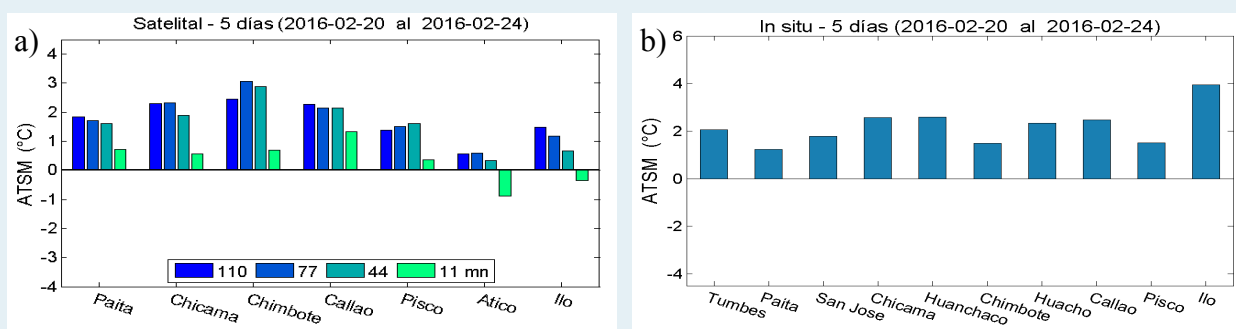 a)
Satelital - 5 días (2016-02-20 al 2016-02-24)
ATSM (°C)
4
3
2
1
0
-1
-2
-3
-4
110 77 44 11 mn
Paita Chicama Chimbote Callao Pisco Atico Ilo
b)
In situ - 5 días (2016-02-20 al 2016-02-24)
ATSM (°C)
6
4
2
0
-2
-4
Tumbes Paita San Jose Chicama Huanchaco Chimbote Huacho Callao Pisco Ilo